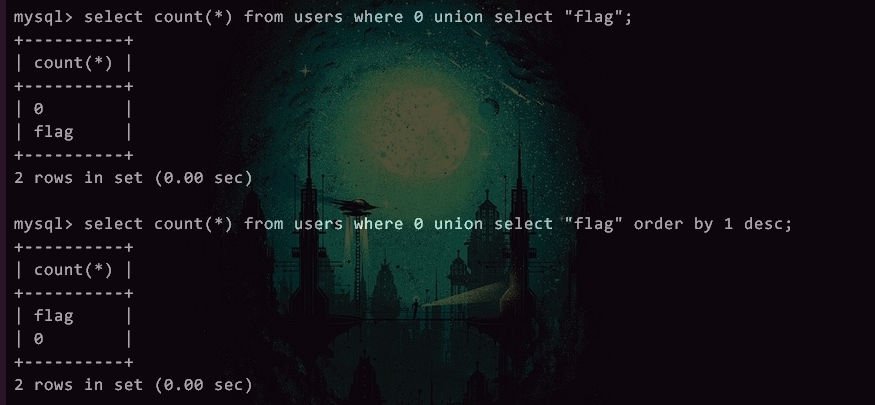 mysql> select count(*) from users where 0 union select "flag";
+----------+
| count(*) |
+----------+
| 0        |
| flag     |
+----------+
2 rows in set (0.00 sec)
mysql> select count(*) from users where 0 union select "flag" order by 1 desc;
+----------+
| count(*) |
+----------+
| flag     |
| 0        |
+----------+
2 rows in set (0.00 sec)